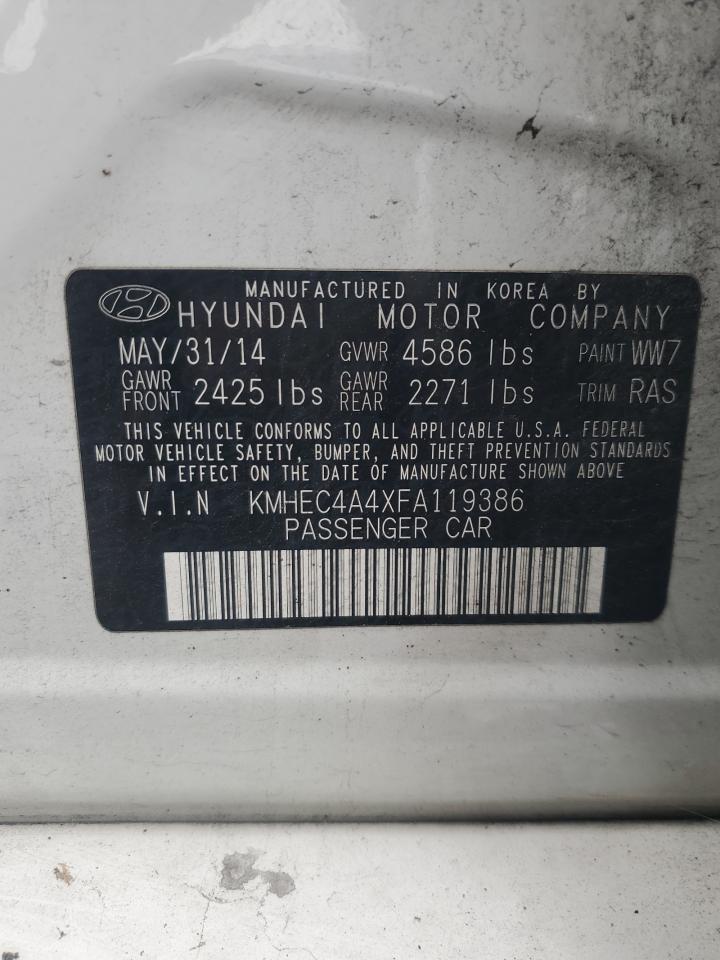 MANUFACTURED IN KOREA BY
HYUNDAI MOTOR COMPANY
MAY/31/14 GVWR 4586 lbs PAINT WW7
GAWR FRONT 2425 lbs GAWR REAR 2271 lbs TRIM RAS
THIS VEHICLE CONFORMS TO ALL APPLICABLE U.S.A. FEDERAL
MOTOR VEHICLE SAFETY, BUMPER, AND THEFT PREVENTION STANDARDS
IN EFFECT ON THE DATE OF MANUFACTURE SHOWN ABOVE
V.I.N KMHEC4A4XFA119386
PASSENGER CAR